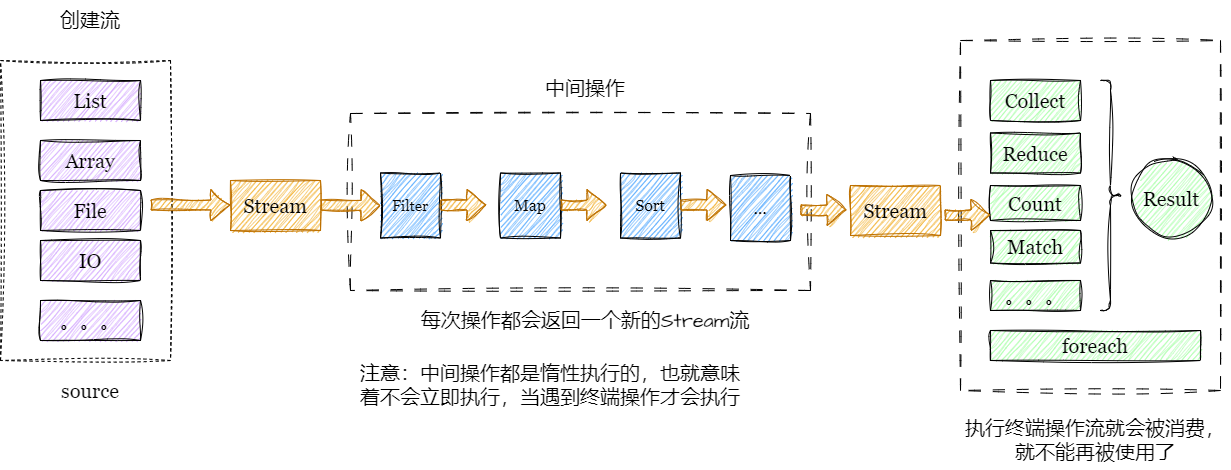 创建流
List
Array
File
IO
。。。
source
Stream
中间操作
Filter
Map
Sort
...
每次操作都会返回一个新的Stream流
注意：中间操作都是惰性执行的，也就意味
着不会立即执行，当遇到终端操作才会执行
Stream
Collect
Reduce
Count
Match
。。。
foreach
Result
执行终端操作流就会被消费，
就不能再被使用了